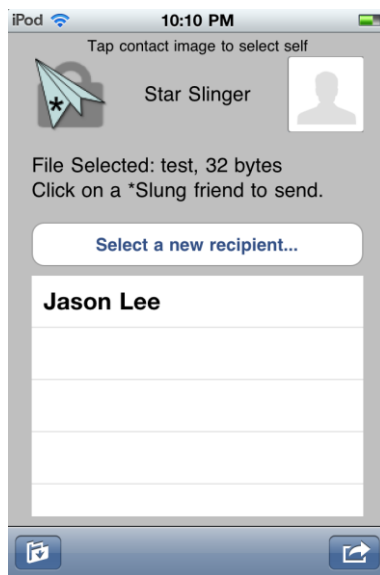 iPod 10:10 PM
Tap contact image to select self
*
Star Slinger
File Selected: test, 32 bytes
Click on a *Slung friend to send.
Select a new recipient...
Jason Lee